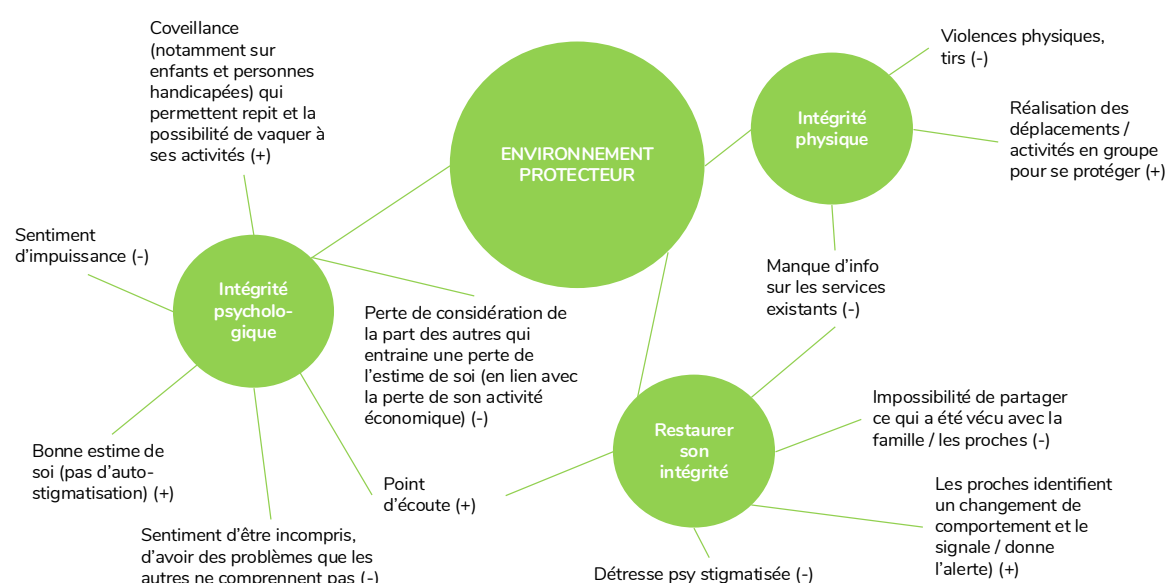 Coveillance
(notamment sur
enfants et personnes
handicapées) qui
permettent repit et la
possibilité de vaquer à
ses activités (+)
ENVIRONNEMENT
PROTECTEUR
Intégrité
physique
Violences physiques,
tirs (-)
Réalisation des
déplacements /
activités en groupe
pour se protéger (+)
Sentiment
d’impuissance (-)
Intégrité
psycholo-
gique
Perte de considération de
la part des autres qui
entraine une perte de
l’estime de soi (en lien avec
la perte de son activité
économique) (-)
Manque d’info
sur les services
existants (-)
Bonne estime de
soi (pas d’auto-
stigmatisation) (+)
Sentiment d’être incompris,
d’avoir des problèmes que les
autres ne comprennent pas (-)
Point
d’écoute (+)
Restaurer
son
intégrité
Impossibilité de partager
ce qui a été vécu avec la
famille / les proches (-)
Les proches identifient
un changement de
comportement et le
signale / donne
l’alerte) (+)
Détresse psy stigmatisée (-)